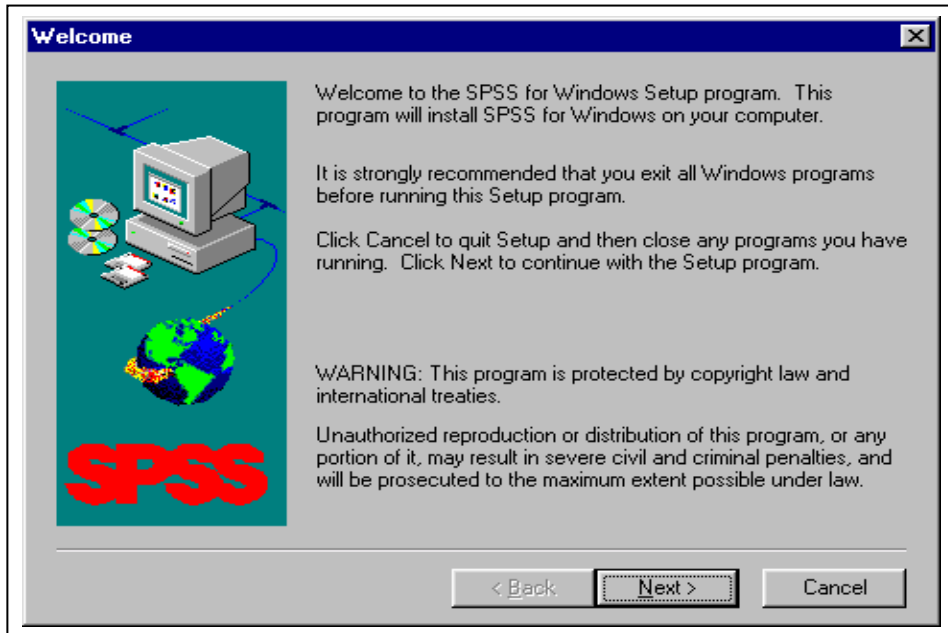 Welcome
Welcome to the SPSS for Windows Setup program. This
program will install SPSS for Windows on your computer.
It is strongly recommended that you exit all Windows programs
before running this Setup program.
Click Cancel to quit Setup and then close any programs you have
running. Click Next to continue with the Setup program.
WARNING: This program is protected by copyright law and
international treaties.
Unauthorized reproduction or distribution of this program, or any
portion of it, may result in severe civil and criminal penalties, and
will be prosecuted to the maximum extent possible under law.
SPSS
< Back
Next >
Cancel